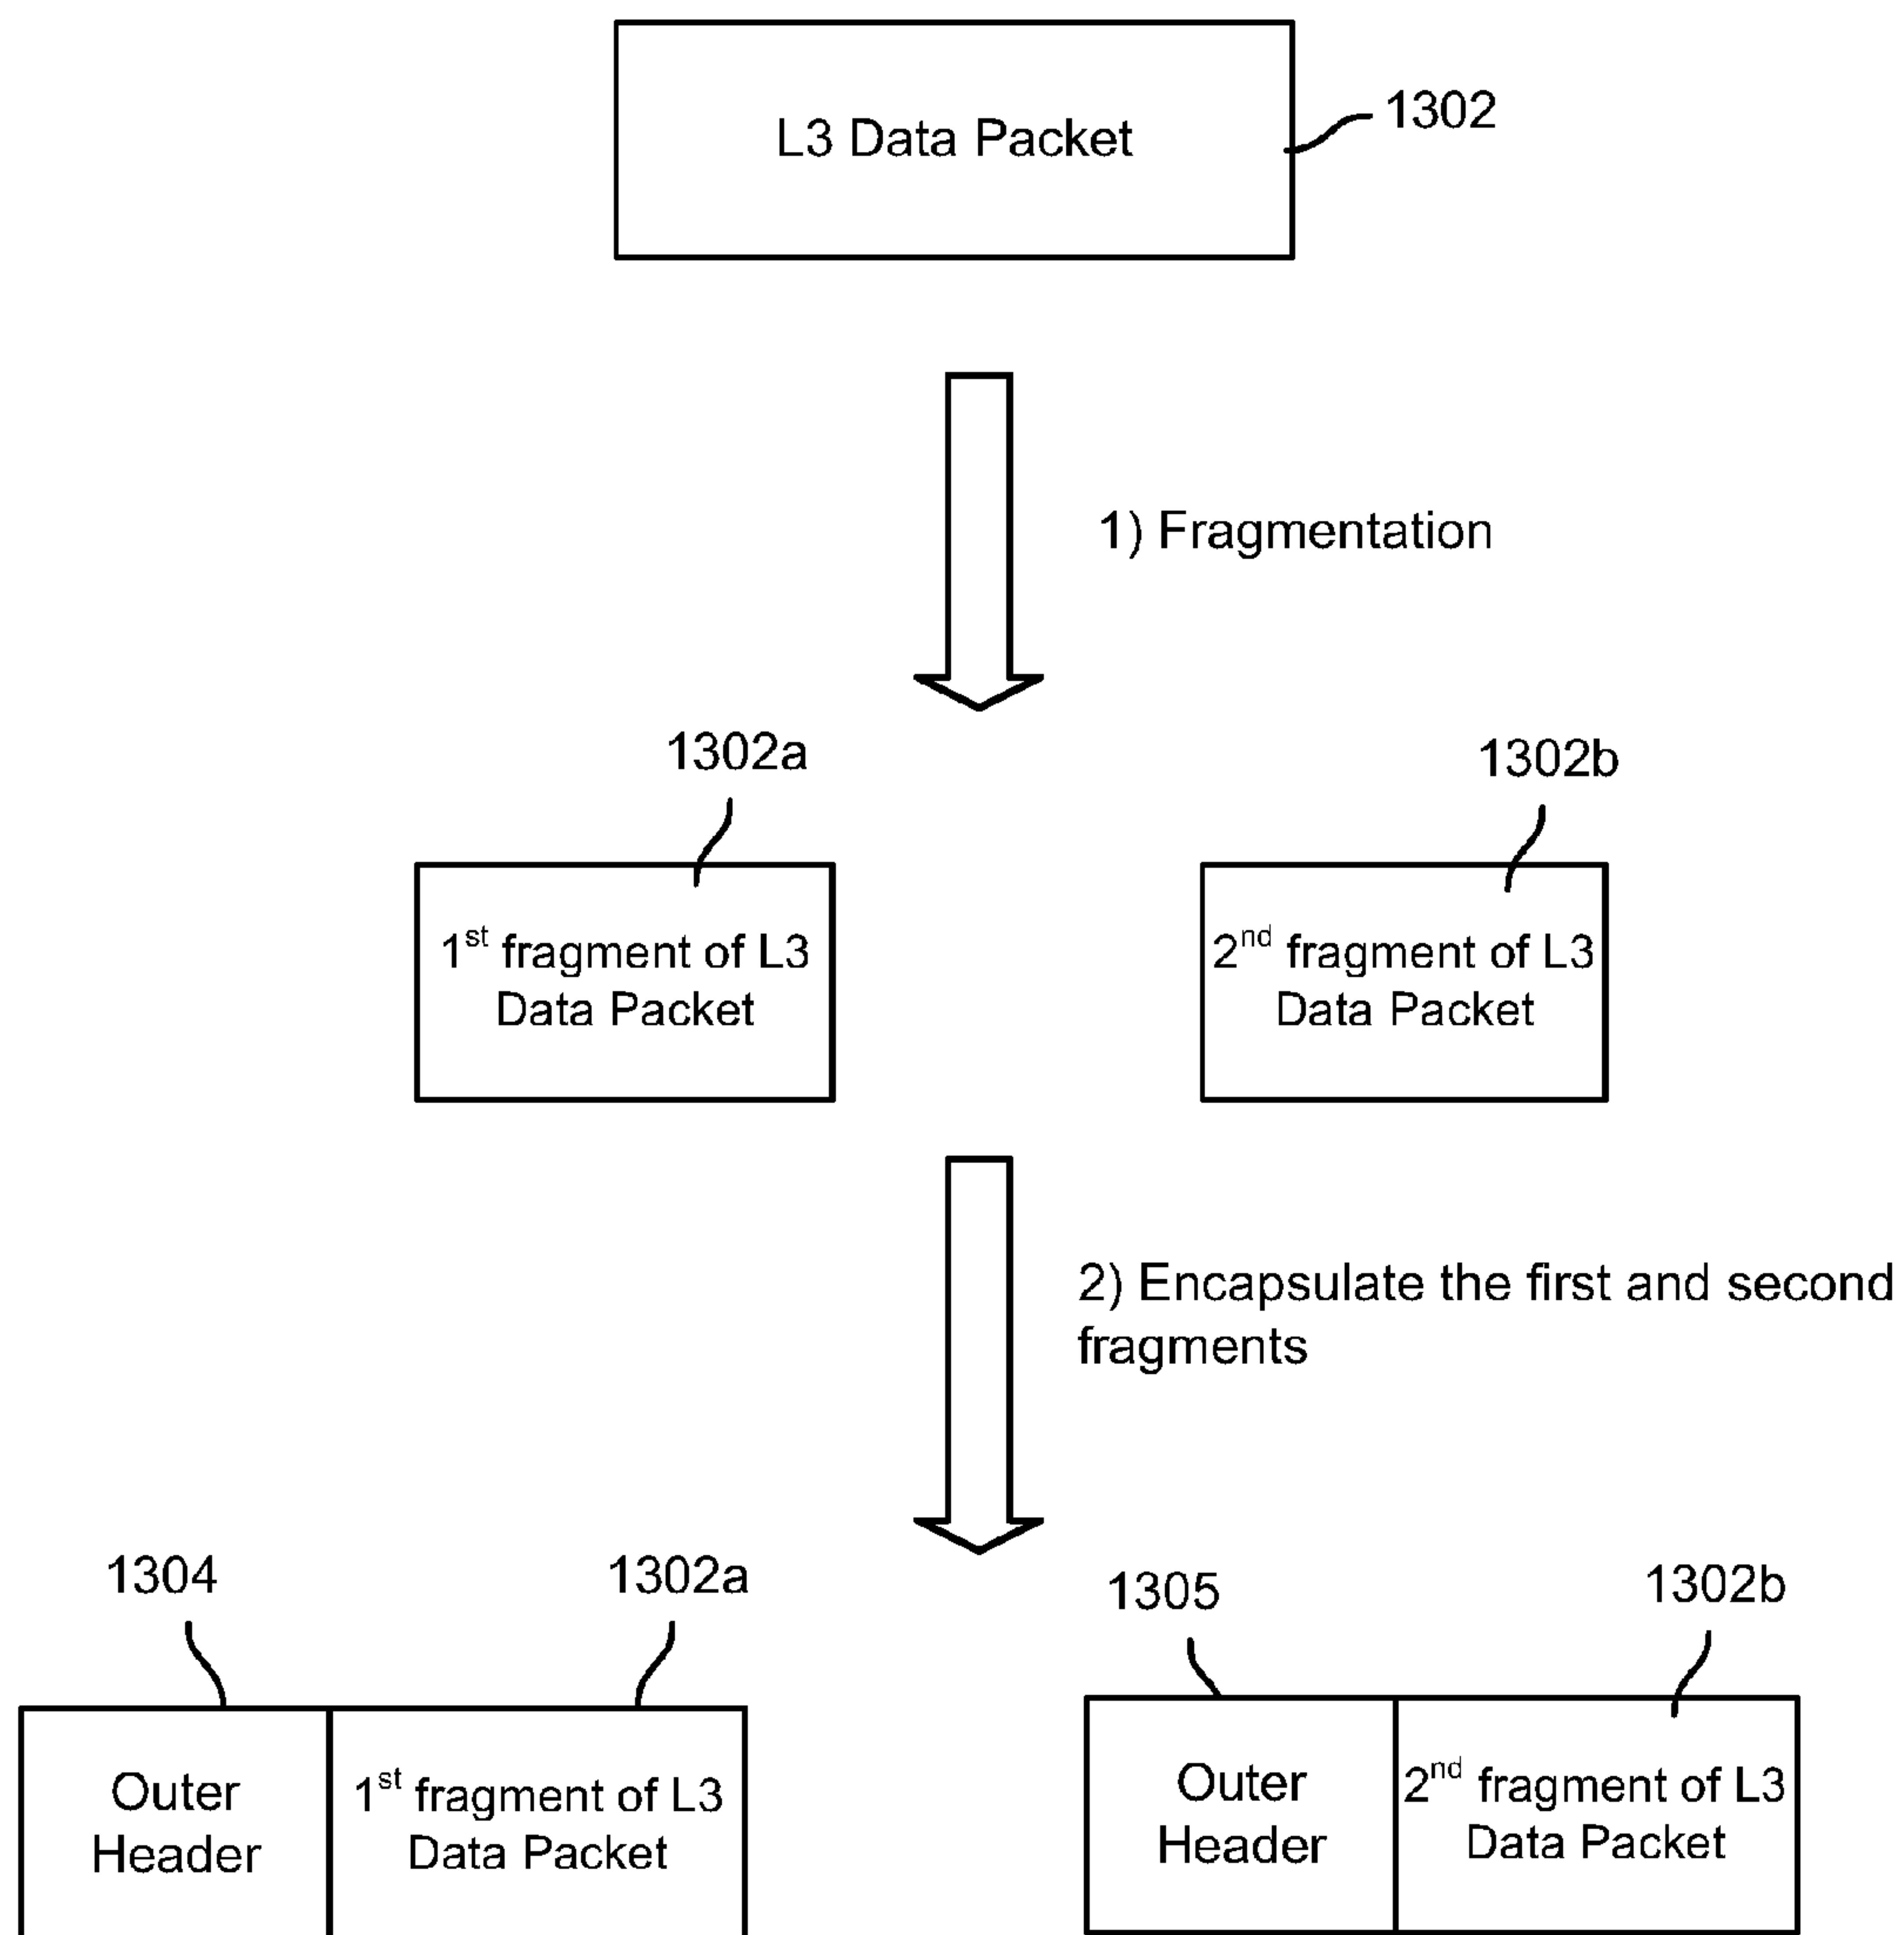 L3 Data Packet
1302
1) Fragmentation
1302a
1302b
1st fragment of L3
Data Packet
2nd fragment of L3
Data Packet
2) Encapsulate the first and second
fragments
1304
1302a
1305
1302b
Outer
Header
1st fragment of L3
Data Packet
Outer
Header
2nd fragment of L3
Data Packet